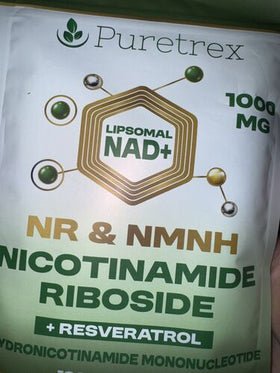 Puretrex
1000
MG
LIPSOMAL
NAD+
NR & NMNH
NICOTINAMIDE
RIBOSIDE
+ RESVERATROL
YDRONICOTINAMIDE MONONUCLEOTIDE